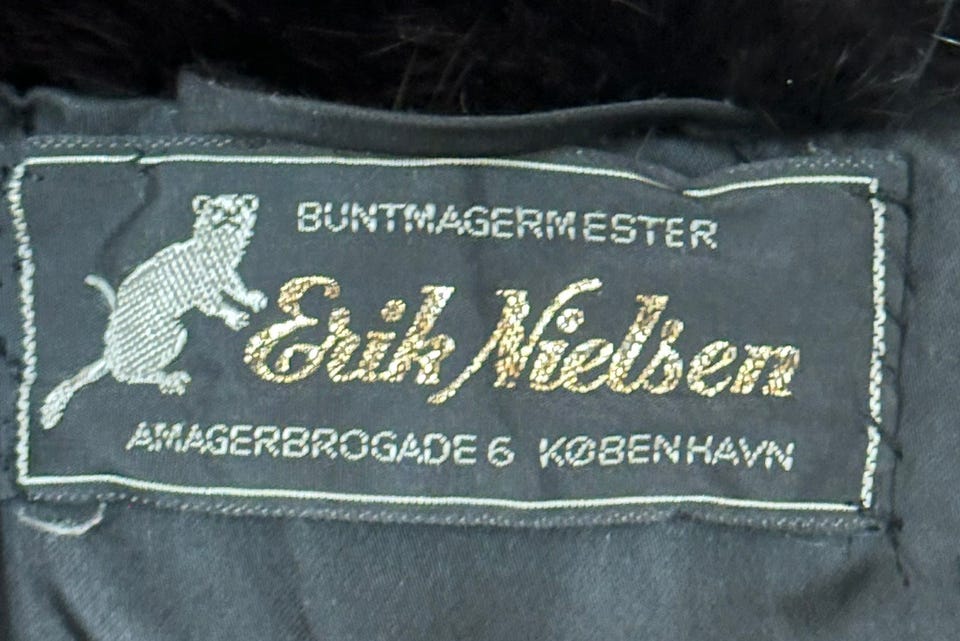 BUNTMAGERMESTER
Erik Nielsen
AMAGERBROGADE 6 KØBENHAVN